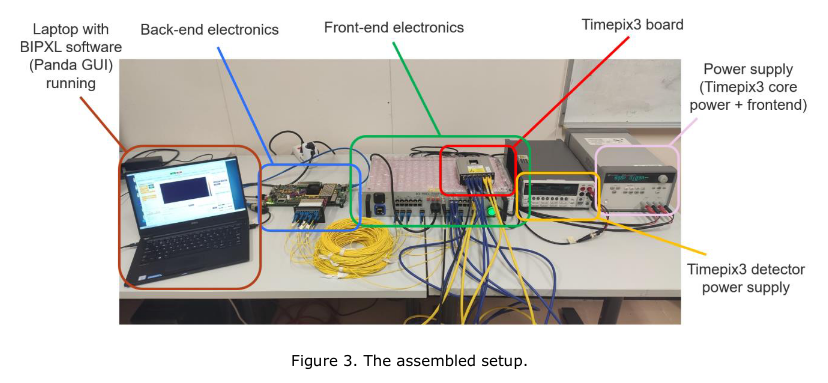 Laptop with
BIPXL software
(Panda GUI)
running
Back-end electronics
Front-end electronics
Timepix3 board
Power supply
(Timepix3 core
power + frontend)
Timepix3 detector
power supply
Figure 3. The assembled setup.